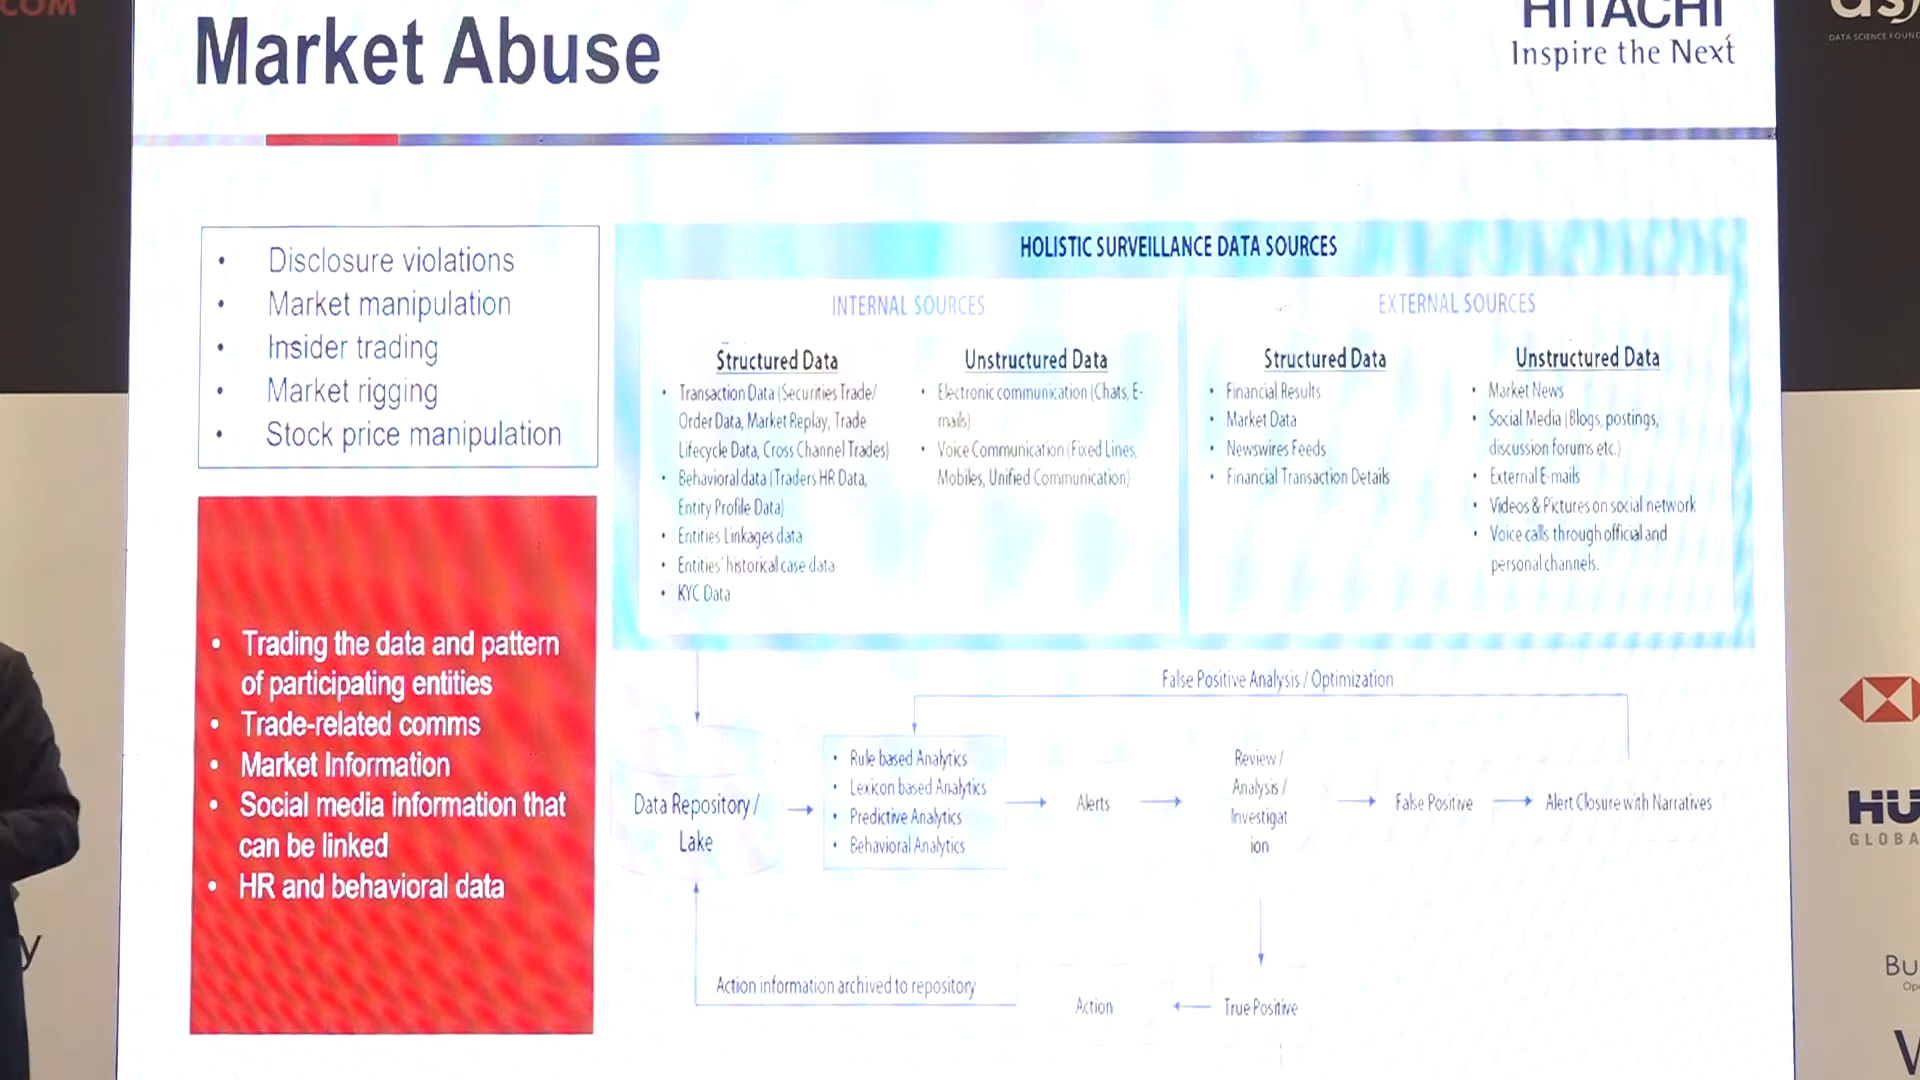 COM
Market Abuse
HITACHI
Inspire the Next
DATA SCIENCE
• Disclosure violations
• Market manipulation
• Insider trading
• Market rigging
• Stock price manipulation
• Trading the data and pattern
of participating entities
• Trade-related comms
• Market Information
• Social media information that
can be linked
• HR and behavioral data
HOLISTIC SURVEILLANCE DATA SOURCES
INTERNAL SOURCES
Structured Data
• Transaction Data (Securities Trade/
Order Data, Market Replay, Trade
Lifecycle Data, Cross Channel Trades)
• Behavioral data (Traders HR Data,
Entity Profile Data)
• Entities Linkages data
• Entities' historical case data
• KYC Data
Unstructured Data
• Electronic communication (Chats, E-
mails)
• Voice Communication (Fixed Lines,
Mobiles, Unified Communication)
EXTERNAL SOURCES
Structured Data
• Financial Results
• Market Data
• Newswires Feeds
• Financial Transaction Details
Unstructured Data
• Market News
• Social Media (Blogs, postings,
discussion forums etc.)
• External E-mails
• Videos & Pictures on social network
• Voice calls through official and
personal channels.
False Positive Analysis / Optimization
Data Repository /
Lake
• Rule based Analytics
• Lexicon based Analytics
• Predictive Analytics
• Behavioral Analytics
Alerts
Review /
Analysis /
Investigat
ion
False Positive
Alert Closure with Narratives
Action information archived to repository
Action
True Positive
y
HU
GLOBA
Bu
Op